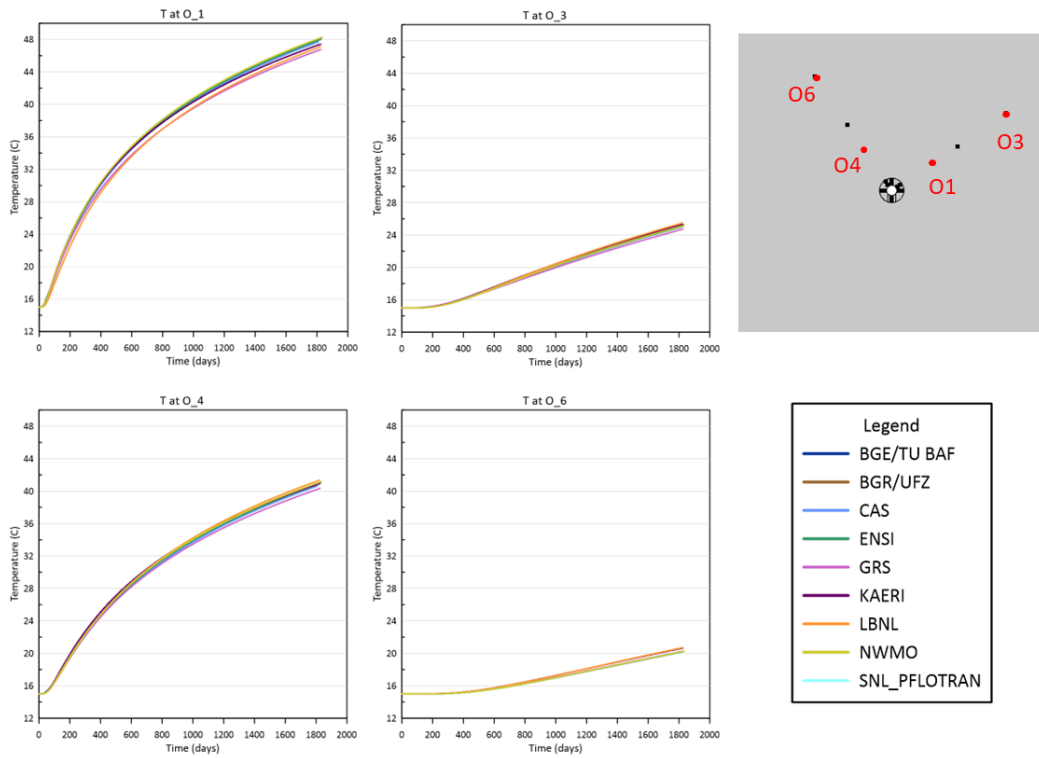 T at O_1
Temperature (C)
48
44
40
36
32
28
24
20
16
12
0 200 400 600 800 1000 1200 1400 1600 1800 2000
Time (days)
T at O_3
Temperature (C)
48
44
40
36
32
28
24
20
16
12
0 200 400 600 800 1000 1200 1400 1600 1800 2000
Time (days)
O6
O3
O4
O1
T at O_4
Temperature (C)
48
44
40
36
32
28
24
20
16
12
0 200 400 600 800 1000 1200 1400 1600 1800 2000
Time (days)
T at O_6
Temperature (C)
48
44
40
36
32
28
24
20
16
12
0 200 400 600 800 1000 1200 1400 1600 1800 2000
Time (days)
Legend
BGE/TU BAF
BGR/UFZ
CAS
ENSI
GRS
KAERI
LBNL
NWMO
SNL_PFLOTRAN